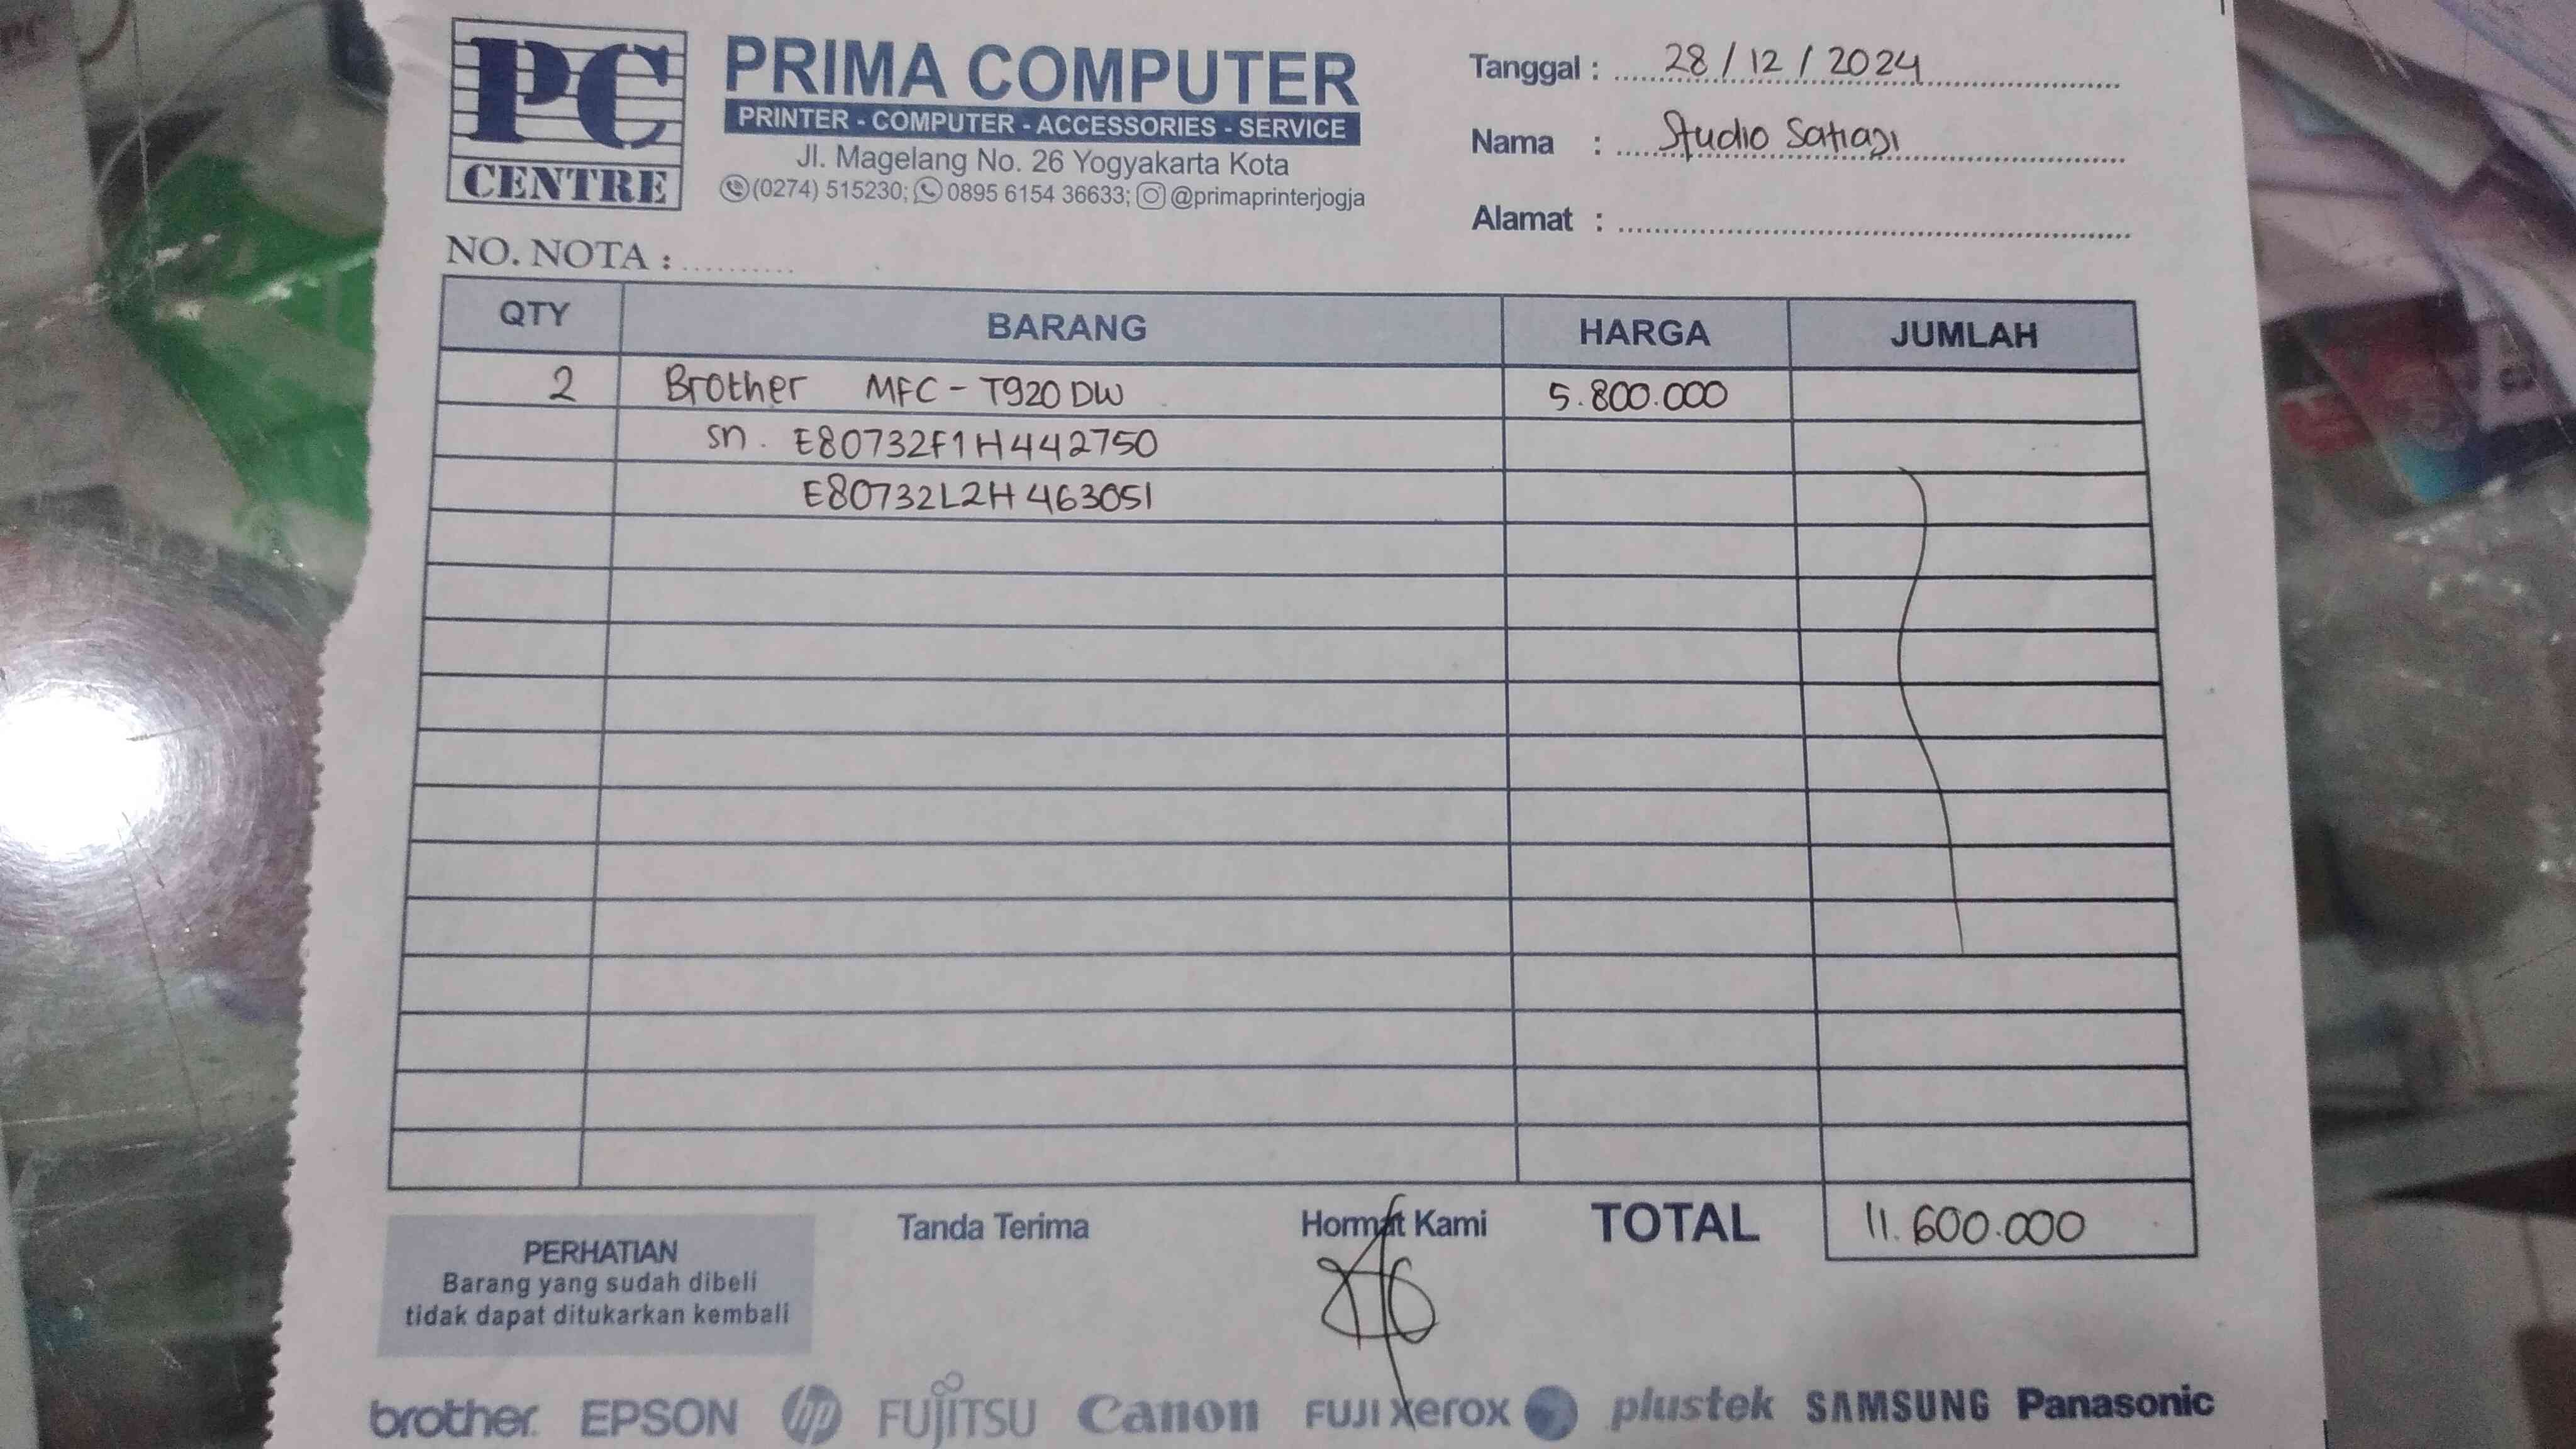 PC
CENTRE
PRIMA COMPUTER
PRINTER - COMPUTER - ACCESSORIES - SERVICE
Jl. Magelang No. 26 Yogyakarta Kota
(0274) 515230; 0895 6154 36633; @primaprinterjogja
Tanggal : 28 / 12 / 2024
Nama : Studio Satiagi
Alamat :
NO. NOTA :
QTY BARANG HARGA JUMLAH
2 Brother MFC - T920 DW 5.800.000
sn. E80732F1H442750
E80732L2H463051
TOTAL 11.600.000
Tanda Terima
Hormat Kami
PERHATIAN
Barang yang sudah dibeli
tidak dapat ditukarkan kembali
brother EPSON hp FUJITSU Canon FUJI Xerox plustek SAMSUNG Panasonic